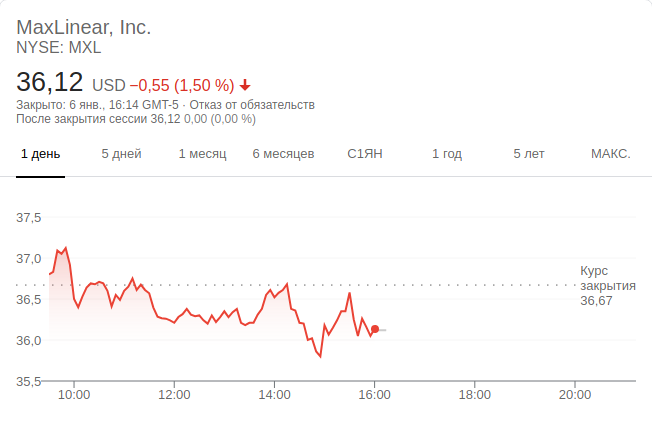 MaxLinear, Inc.
NYSE: MXL
36,12 USD −0,55 (1,50 %)
Закрыто: 6 янв., 16:14 GMT-5 · Отказ от обязательств
После закрытия сессии 36,12 0,00 (0,00 %)
1 день 5 дней 1 месяц 6 месяцев С1ЯН 1 год 5 лет МАКС.
37,5
37,0
Курс
закрытия
36,67
36,5
36,0
35,5
10:00 12:00 14:00 16:00 18:00 20:00